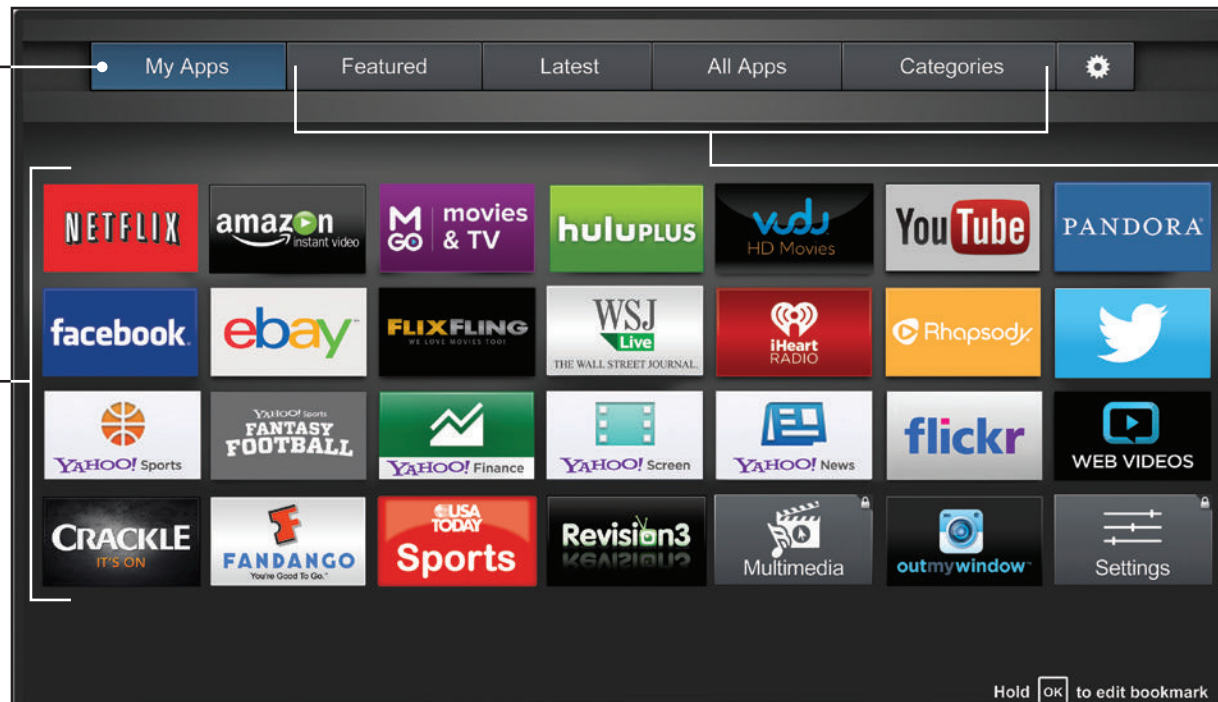 My Apps Featured Latest All Apps Categories
NETFLIX
amazon
instant video
M GO movies & TV
huluPLUS
vudu
HD Movies
YouTube
PANDORA
facebook
ebay
FLIXFLING
WE LOVE MOVIES TOO!
WSJ
Live
THE WALL STREET JOURNAL.
iHeart
RADIO
Rhapsody
YAHOO! Sports
YAHOO! Sports
FANTASY
FOOTBALL
YAHOO! Finance
YAHOO! Screen
YAHOO! News
flickr
WEB VIDEOS
CRACKLE
IT'S ON
F
FANDANGO
You're Good To Go.™
USA
TODAY
Sports
Revision3
Multimedia
outmywindow™
Settings
Hold OK to edit bookmark